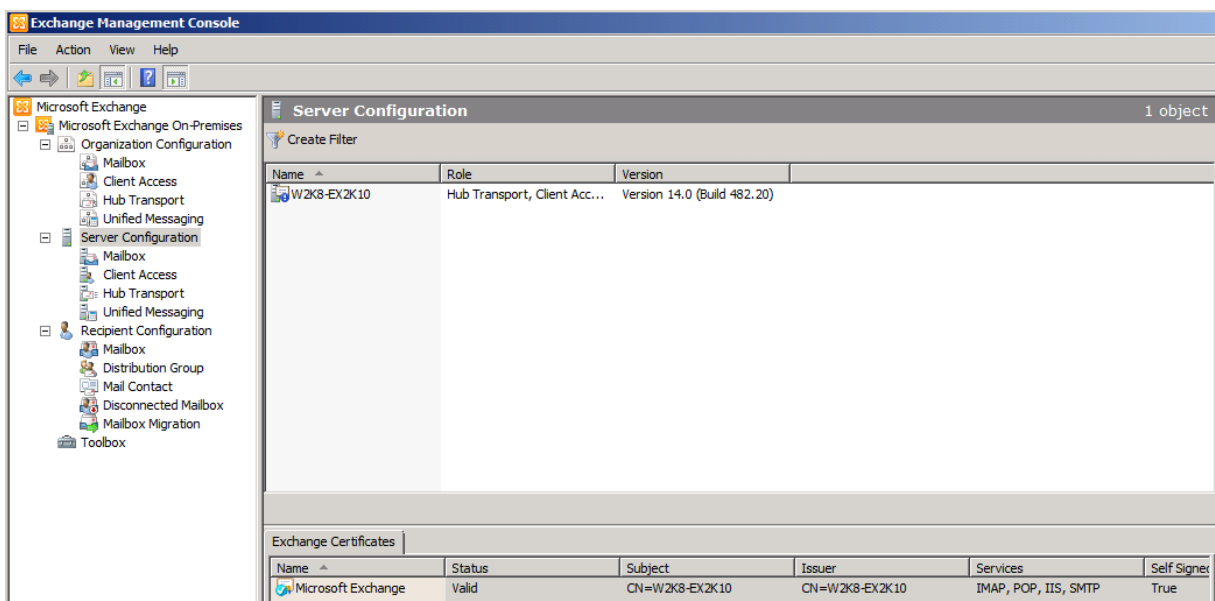 Exchange Management Console
File Action View Help
Microsoft Exchange
Microsoft Exchange On-Premises
Organization Configuration
Mailbox
Client Access
Hub Transport
Unified Messaging
Server Configuration
Mailbox
Client Access
Hub Transport
Unified Messaging
Recipient Configuration
Mailbox
Distribution Group
Mail Contact
Disconnected Mailbox
Mailbox Migration
Toolbox
Server Configuration 1 object
Create Filter
Name Role Version
W2K8-EX2K10 Hub Transport, Client Acc... Version 14.0 (Build 482.20)
Exchange Certificates
Name Status Subject Issuer Services Self Signed
Microsoft Exchange Valid CN=W2K8-EX2K10 CN=W2K8-EX2K10 IMAP, POP, IIS, SMTP True